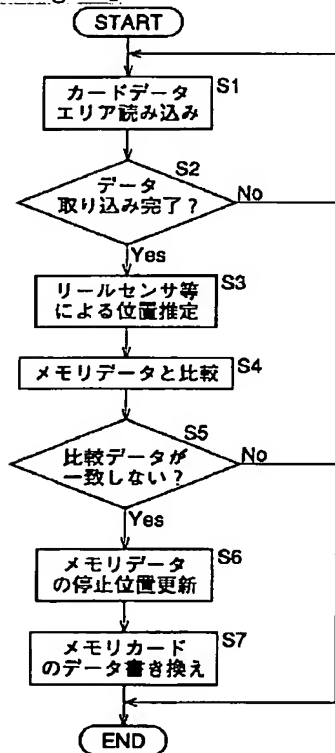 START
カードデータ
エリア読み込み
S1
データ
取り込み完了?
S2
No
Yes
リールセンサ等
による位置推定
S3
メモリデータと比較
S4
比較データが
一致しない?
S5
No
Yes
メモリデータ
の停止位置更新
S6
メモリカード
のデータ書き換え
S7
END